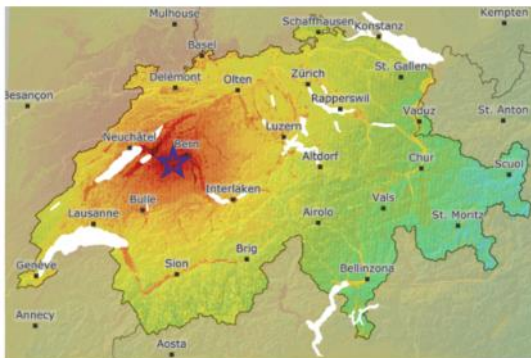 Mulhouse
Schaffhausen
Konstanz
Kempten
Basel
Delémont
Olten
Zürich
St. Gallen
Besançon
Rapperswil
Vaduz
St. Anton
Neuchâtel
Bern
Luzern
Altdorf
Chur
Scuol
Bulle
Interlaken
Lausanne
Vals
Airolo
St. Moritz
Sion
Brig
Genève
Bellinzona
Annecy
Aosta